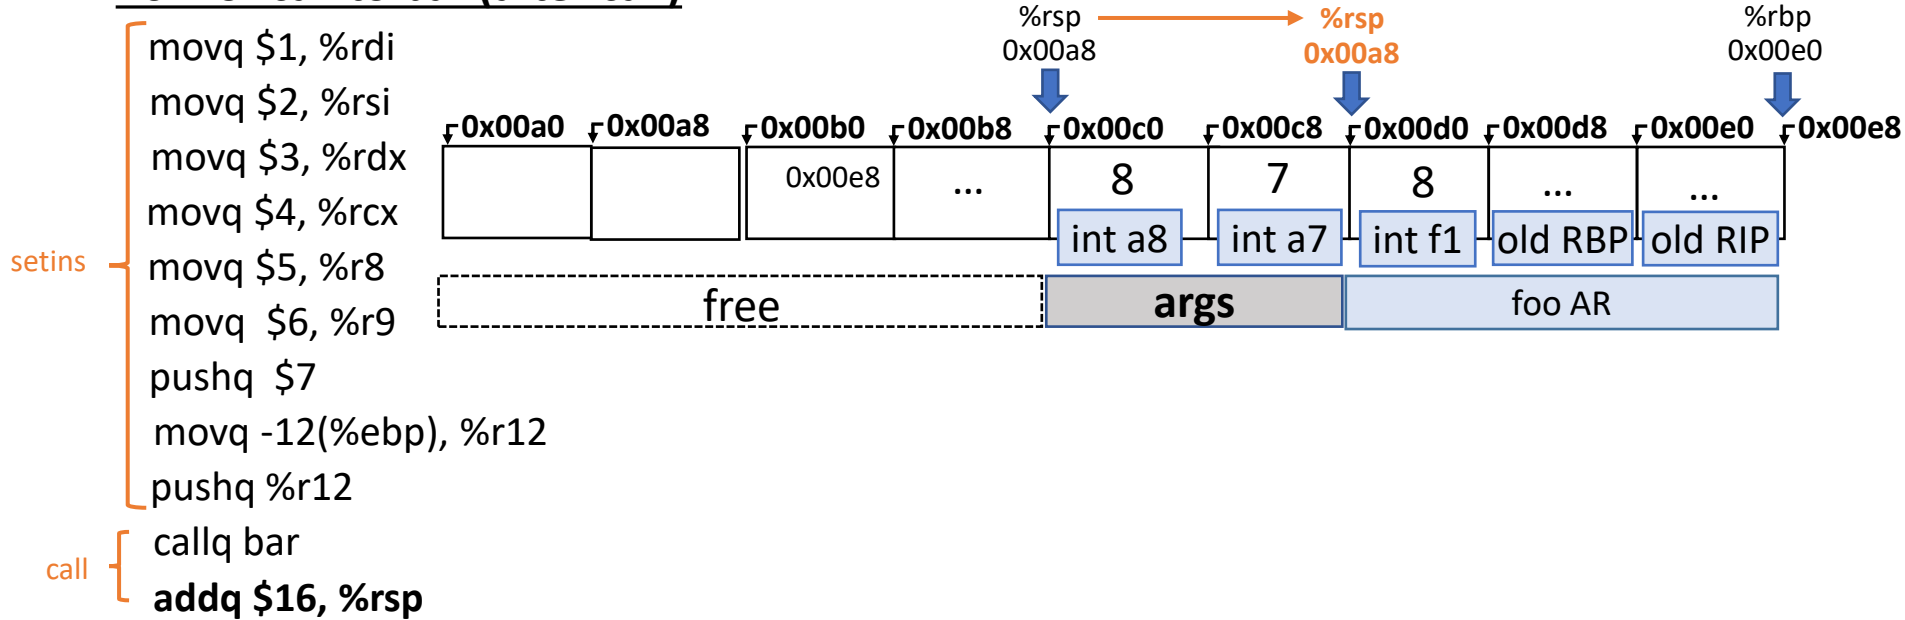 movq $1, %rdi
movq $2, %rsi
movq $3, %rdx
movq $4, %rcx
movq $5, %r8
movq $6, %r9
pushq $7
movq -12(%ebp), %r12
pushq %r12
callq bar
addq $16, %rsp
setins
call
%rsp %rsp %rbp
0x00a8 0x00a8 0x00e0
0x00a0 0x00a8 0x00b0 0x00b8 0x00c0 0x00c8 0x00d0 0x00d8 0x00e0 0x00e8
0x00e8 ... 8 7 8 ... ...
int a8 int a7 int f1 old RBP old RIP
free args foo AR